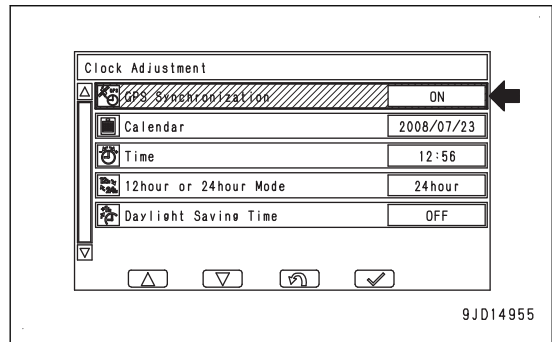 Clock Adjustment
GPS Synchronization ON
Calendar 2008/07/23
Time 12:56
12hour or 24hour Mode 24hour
Daylight Saving Time OFF
9JD14955